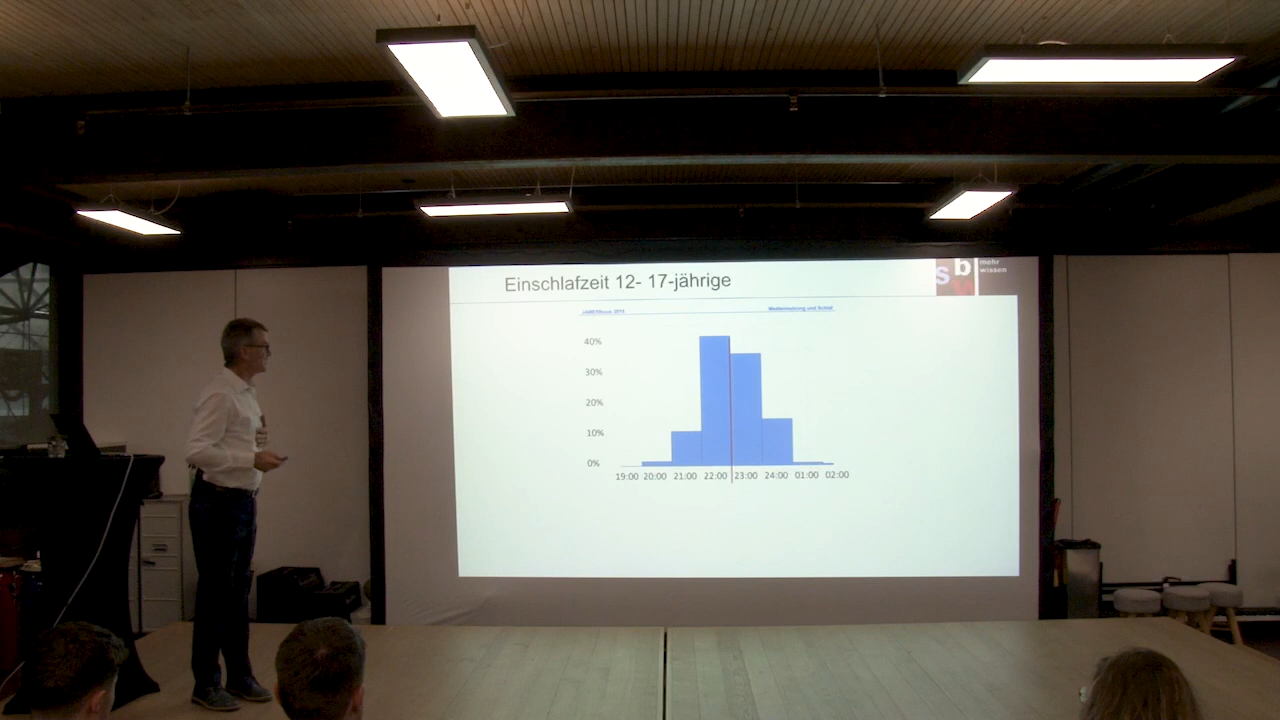 Einschlafzeit 12- 17-jährige
sb
mehr
wissen
Mediennutzung und Schlaf
40%
30%
20%
10%
0%
19:00 20:00 21:00 22:00 23:00 24:00 01:00 02:00